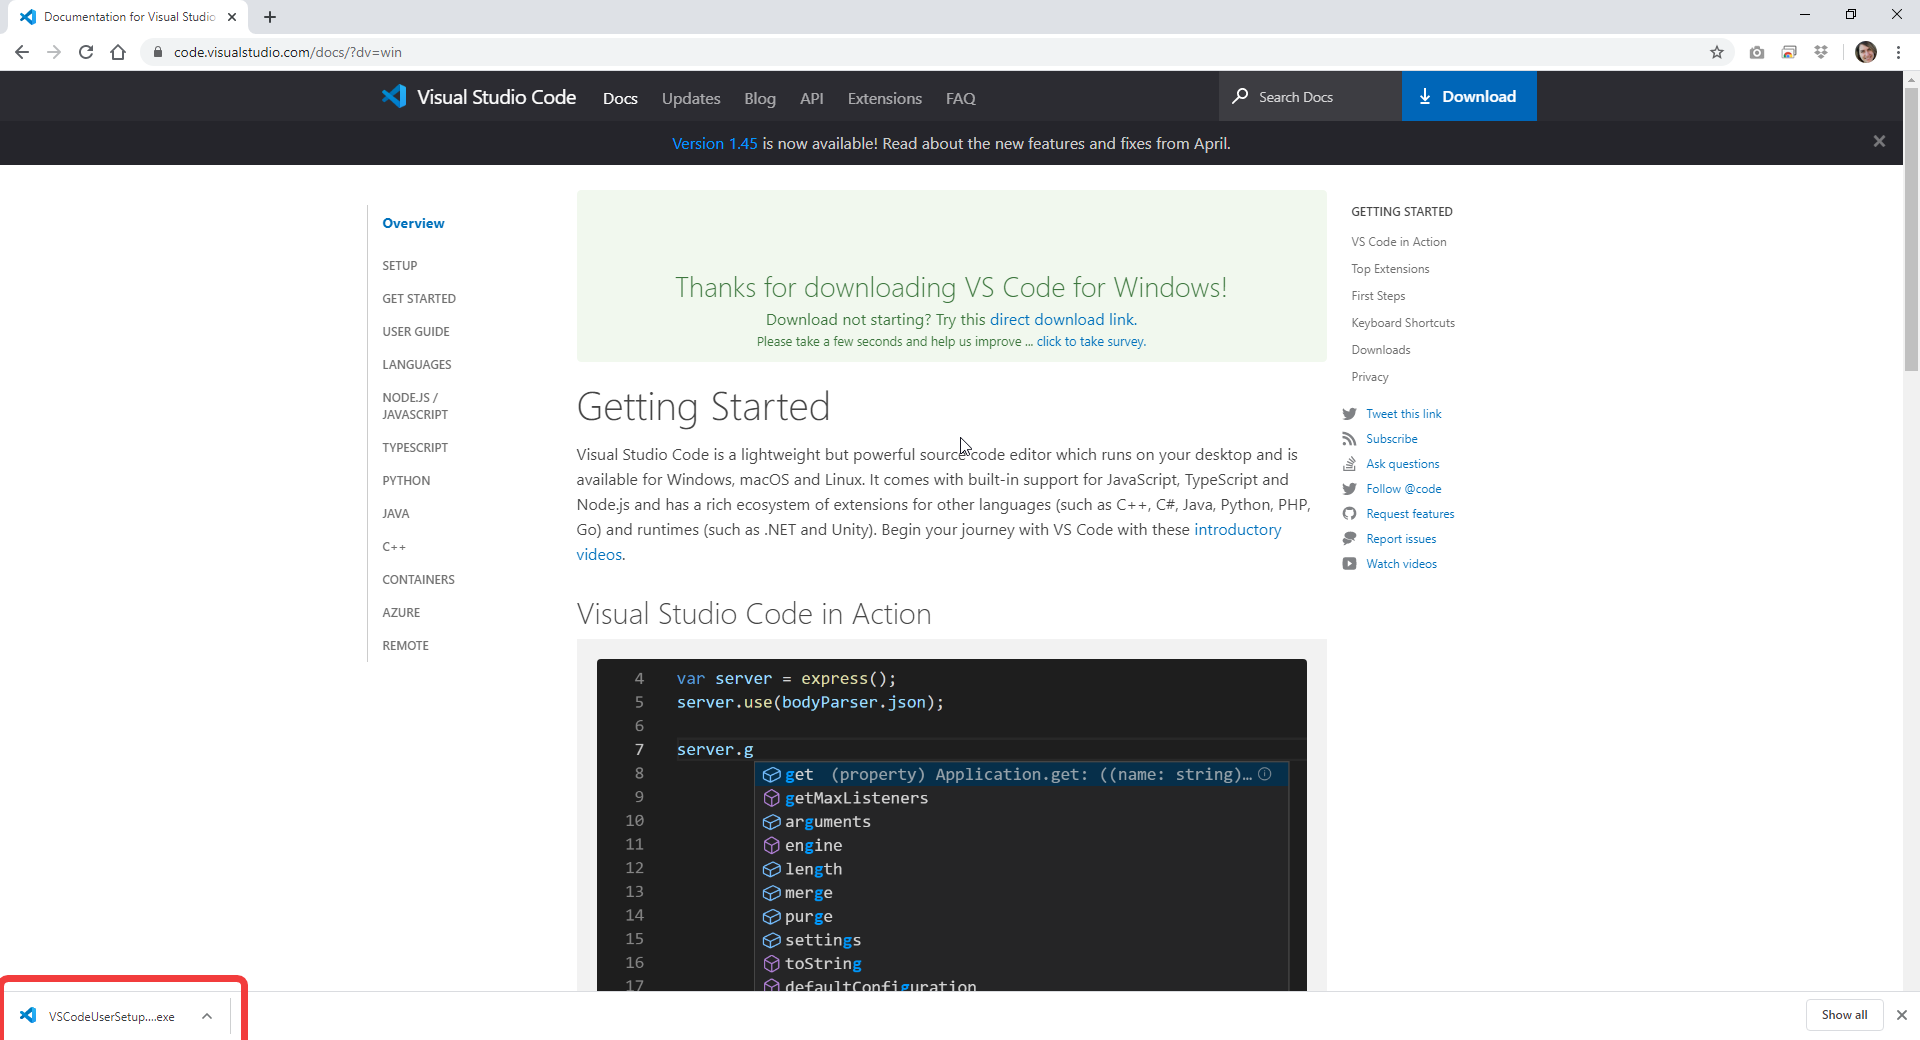 Documentation for Visual Studio
code.visualstudio.com/docs/?dv=win
Visual Studio Code
Docs
Updates
Blog
API
Extensions
FAQ
Search Docs
Download
Version 1.45 is now available! Read about the new features and fixes from April.
Overview
SETUP
GET STARTED
USER GUIDE
LANGUAGES
NODE.JS /
JAVASCRIPT
TYPESCRIPT
PYTHON
JAVA
C++
CONTAINERS
AZURE
REMOTE
Thanks for downloading VS Code for Windows!
Download not starting? Try this direct download link.
Please take a few seconds and help us improve ... click to take survey.
Getting Started
Visual Studio Code is a lightweight but powerful source code editor which runs on your desktop and is
available for Windows, macOS and Linux. It comes with built-in support for JavaScript, TypeScript and
Node.js and has a rich ecosystem of extensions for other languages (such as C++, C#, Java, Python, PHP,
Go) and runtimes (such as .NET and Unity). Begin your journey with VS Code with these introductory
videos.
Visual Studio Code in Action
4 var server = express();
5 server.use(bodyParser.json);
6
7 server.g
8 get (property) Application.get: ((name: string)...
9 getMaxListeners
10 arguments
11 engine
12 length
13 merge
14 purge
15 settings
16 toString
17 defaultConfiguration
GETTING STARTED
VS Code in Action
Top Extensions
First Steps
Keyboard Shortcuts
Downloads
Privacy
Tweet this link
Subscribe
Ask questions
Follow @code
Request features
Report issues
Watch videos
VSCodeUserSetup....exe
Show all